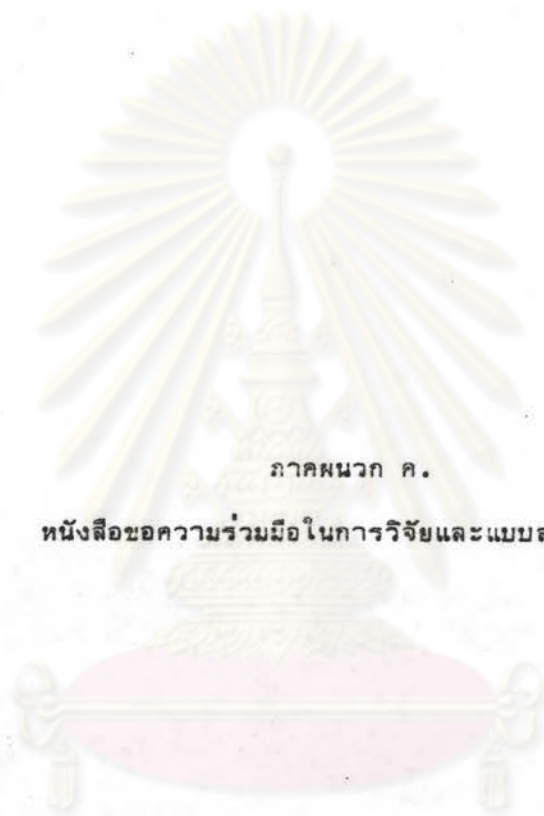 ภาคผนวก ค.
หนังสือขอความร่วมมือในการวิจัยและแบบส